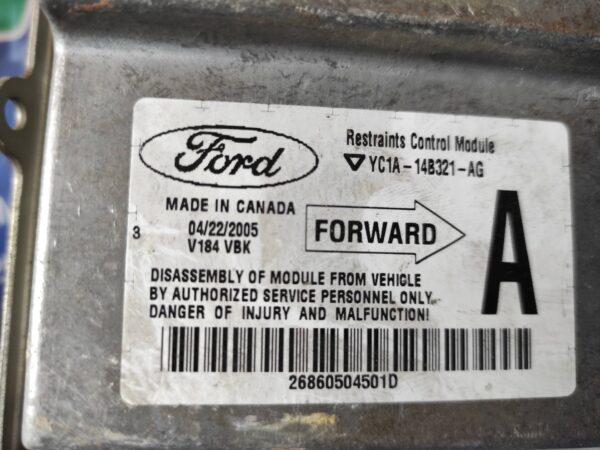 Ford
Restraints Control Module
YC1A-14B321-AG
MADE IN CANADA
04/22/2005
V184 VBK
3
FORWARD
A
DISASSEMBLY OF MODULE FROM VEHICLE
BY AUTHORIZED SERVICE PERSONNEL ONLY.
DANGER OF INJURY AND MALFUNCTION!
26860504501D